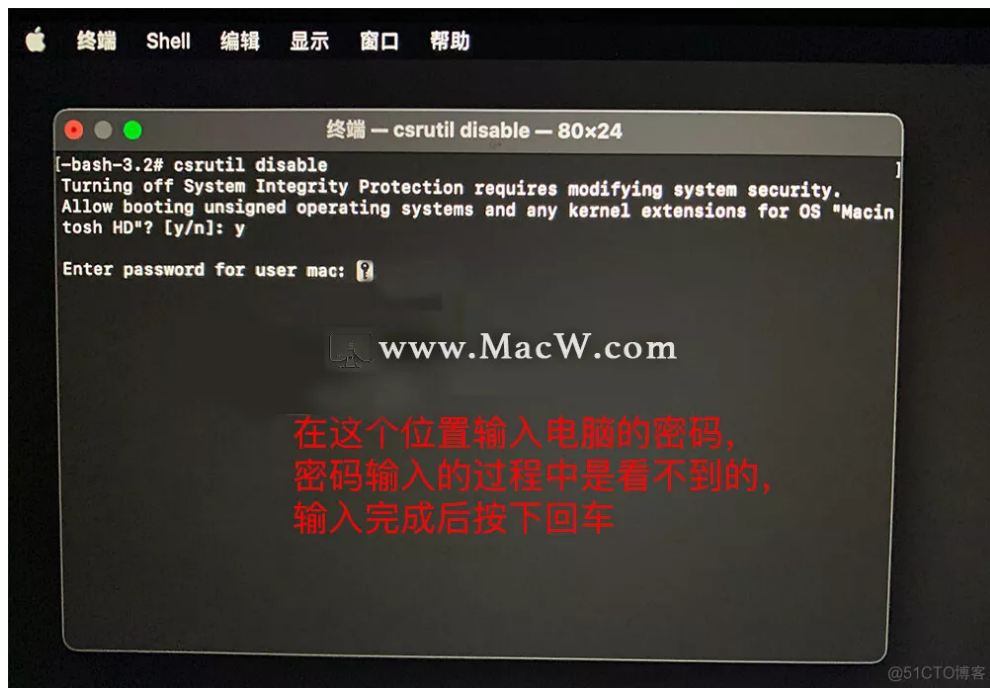 终端 Shell 编辑 显示 窗口 帮助
终端 — csrutil disable — 80×24
[-bash-3.2# csrutil disable ]
Turning off System Integrity Protection requires modifying system security.
Allow booting unsigned operating systems and any kernel extensions for OS "Macin
tosh HD"? [y/n]: y
Enter password for user mac:
www.MacW.com
在这个位置输入电脑的密码,
密码输入的过程中是看不到的,
输入完成后按下回车
@51CTO博客